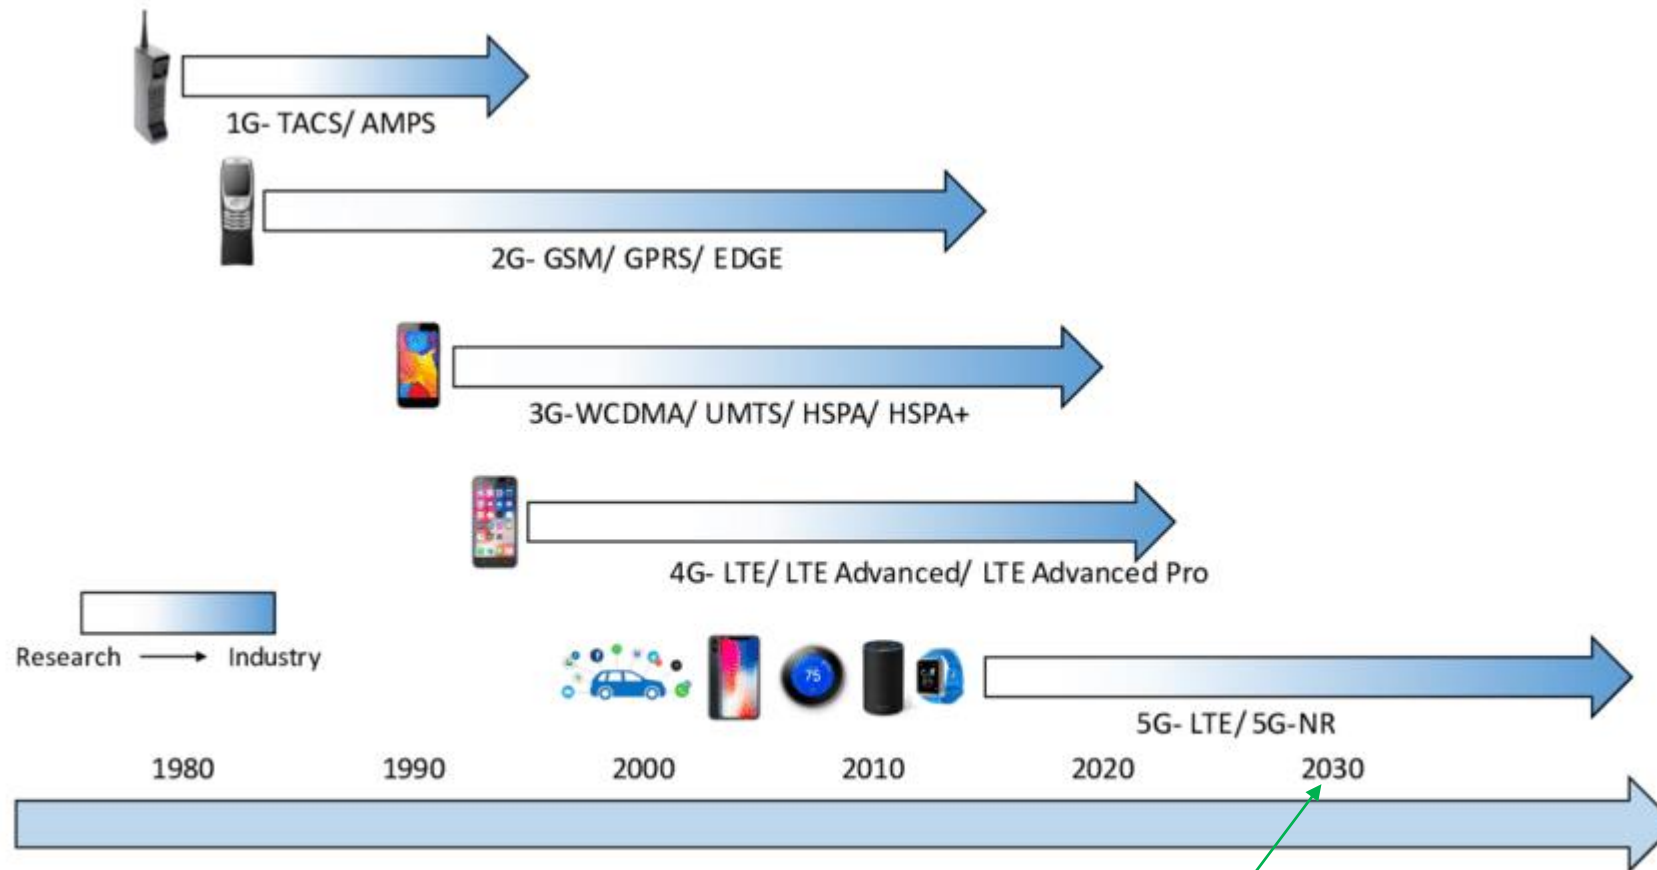 1G- TACS/ AMPS
2G- GSM/ GPRS/ EDGE
3G-WCDMA/ UMTS/ HSPA/ HSPA+
4G- LTE/ LTE Advanced/ LTE Advanced Pro
Research Industry
75
5G- LTE/ 5G-NR
1980 1990 2000 2010 2020 2030